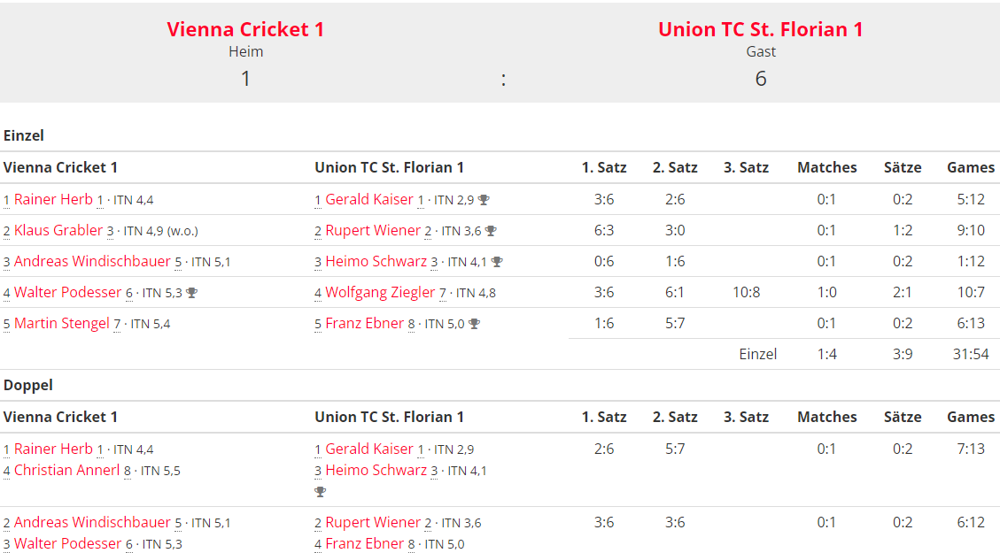 Vienna Cricket 1 Union TC St. Florian 1
Heim Gast
1 : 6
Einzel
Vienna Cricket 1 Union TC St. Florian 1 1. Satz 2. Satz 3. Satz Matches Sätze Games
1 Rainer Herb 1 · ITN 4,4 1 Gerald Kaiser 1 · ITN 2,9 3:6 2:6 0:1 0:2 5:12
2 Klaus Grabler 3 · ITN 4,9 (w.o.) 2 Rupert Wiener 2 · ITN 3,6 6:3 3:0 0:1 1:2 9:10
3 Andreas Windischbauer 5 · ITN 5,1 3 Heimo Schwarz 3 · ITN 4,1 0:6 1:6 0:1 0:2 1:12
4 Walter Podesser 6 · ITN 5,3 4 Wolfgang Ziegler 7 · ITN 4,8 3:6 6:1 10:8 1:0 2:1 10:7
5 Martin Stengel 7 · ITN 5,4 5 Franz Ebner 8 · ITN 5,0 1:6 5:7 0:1 0:2 6:13
Einzel 1:4 3:9 31:54
Doppel
Vienna Cricket 1 Union TC St. Florian 1 1. Satz 2. Satz 3. Satz Matches Sätze Games
1 Rainer Herb 1 · ITN 4,4 1 Gerald Kaiser 1 · ITN 2,9 2:6 5:7 0:1 0:2 7:13
4 Christian Annerl 8 · ITN 5,5 3 Heimo Schwarz 3 · ITN 4,1
2 Andreas Windischbauer 5 · ITN 5,1 2 Rupert Wiener 2 · ITN 3,6 3:6 3:6 0:1 0:2 6:12
3 Walter Podesser 6 · ITN 5,3 4 Franz Ebner 8 · ITN 5,0